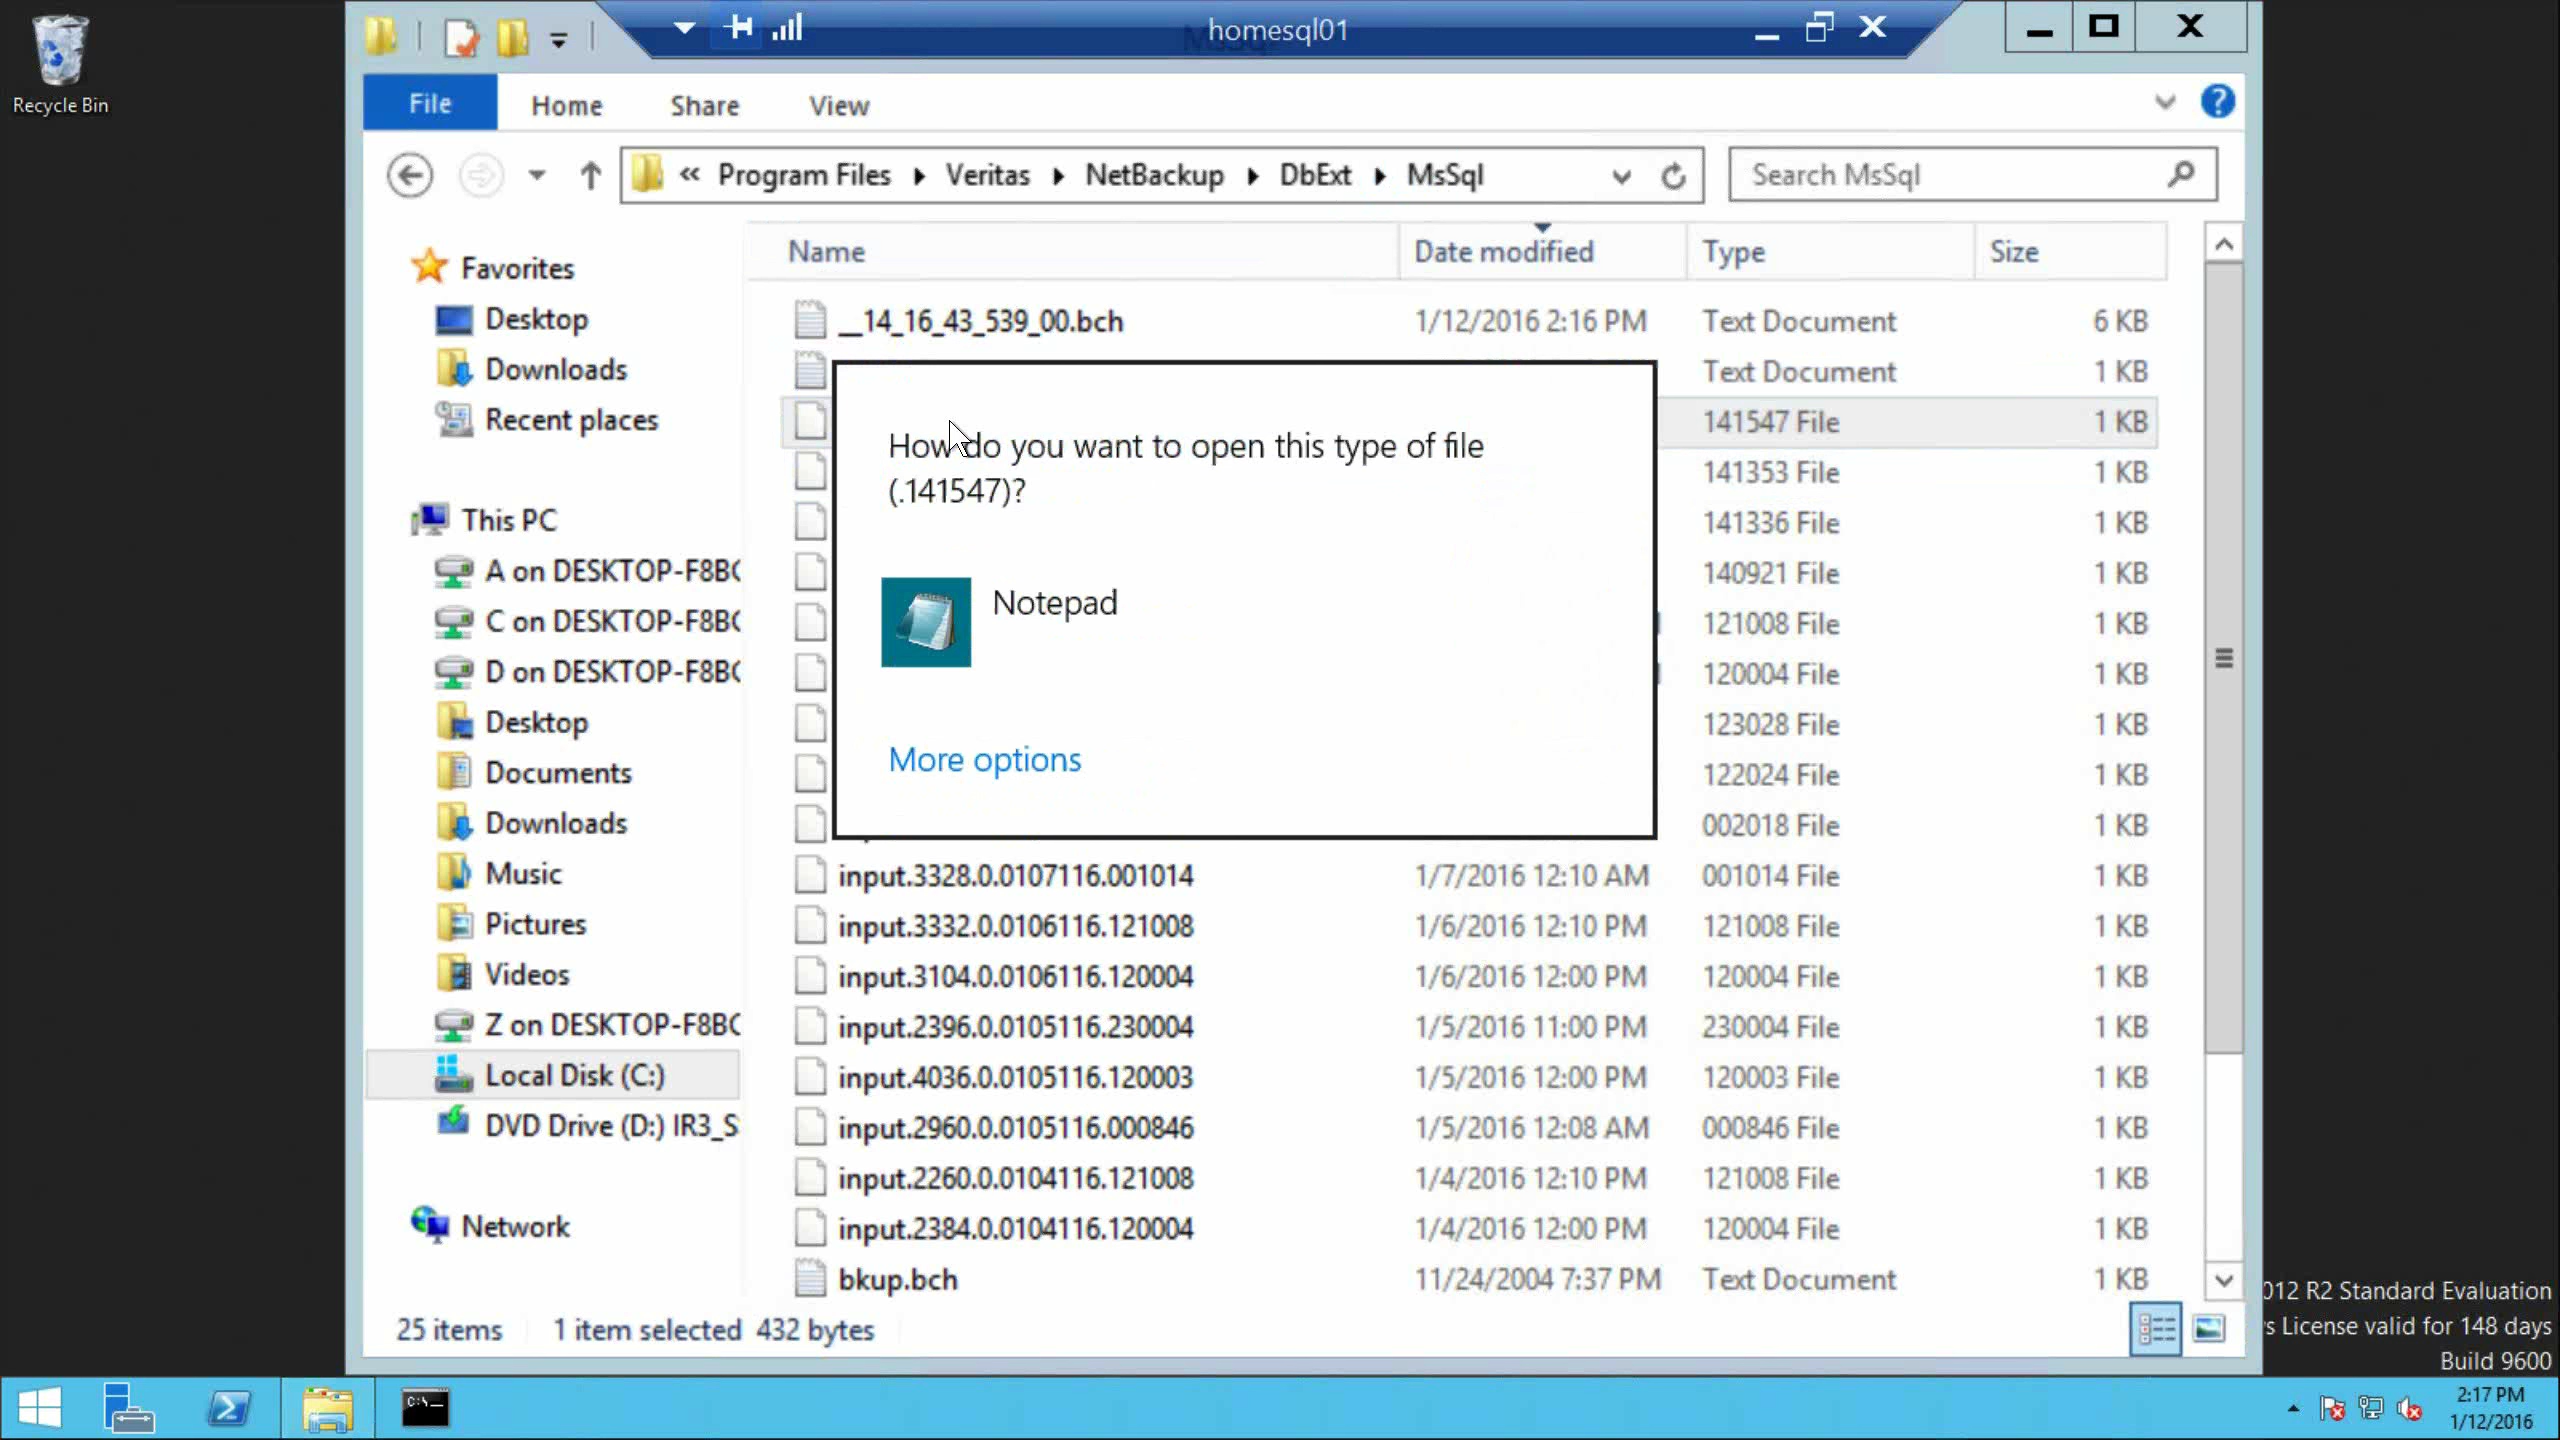 Recycle Bin
homesql01
File Home Share View
« Program Files Veritas NetBackup DbExt MsSql
Search MsSql
Name Date modified Type Size
Favorites
Desktop
Downloads
Recent places
This PC
A on DESKTOP-F8B
C on DESKTOP-F8B
D on DESKTOP-F8B
Desktop
Documents
Downloads
Music
Pictures
Videos
Z on DESKTOP-F8B
Local Disk (C:)
DVD Drive (D:) IR3_S
Network
__14_16_43_539_00.bch 1/12/2016 2:16 PM Text Document 6 KB
Text Document 1 KB
141547 File 1 KB
141353 File 1 KB
141336 File 1 KB
140921 File 1 KB
121008 File 1 KB
120004 File 1 KB
123028 File 1 KB
122024 File 1 KB
002018 File 1 KB
How do you want to open this type of file
(.141547)?
Notepad
More options
input.3328.0.0107116.001014 1/7/2016 12:10 AM 001014 File 1 KB
input.3332.0.0106116.121008 1/6/2016 12:10 PM 121008 File 1 KB
input.3104.0.0106116.120004 1/6/2016 12:00 PM 120004 File 1 KB
input.2396.0.0105116.230004 1/5/2016 11:00 PM 230004 File 1 KB
input.4036.0.0105116.120003 1/5/2016 12:00 PM 120003 File 1 KB
input.2960.0.0105116.000846 1/5/2016 12:08 AM 000846 File 1 KB
input.2260.0.0104116.121008 1/4/2016 12:10 PM 121008 File 1 KB
input.2384.0.0104116.120004 1/4/2016 12:00 PM 120004 File 1 KB
bkup.bch 11/24/2004 7:37 PM Text Document 1 KB
25 items 1 item selected 432 bytes
012 R2 Standard Evaluation
s License valid for 148 days
Build 9600
2:17 PM
1/12/2016